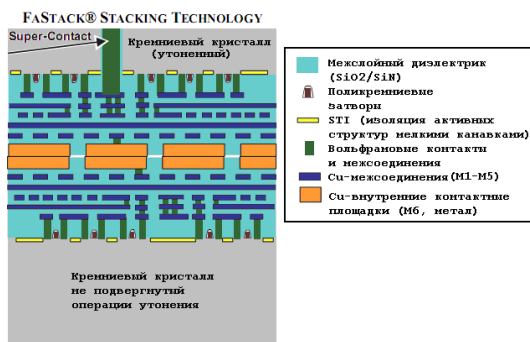 FASTACK® STACKING TECHNOLOGY
Super-Contact
Кремниевый кристалл
(утоненный)
Межслойный диэлектрик
(SiO2/SiN)
Поликремниевые
затворы
STI (изоляция активных
структур мелкими канавками)
Вольфрамовые контакты
и межсоединения
Cu-межсоединения(M1-M5)
Cu-внутренние контактные
площадки (М6, метал)
Кремниевый кристалл
не подвергнутый
операции утонения